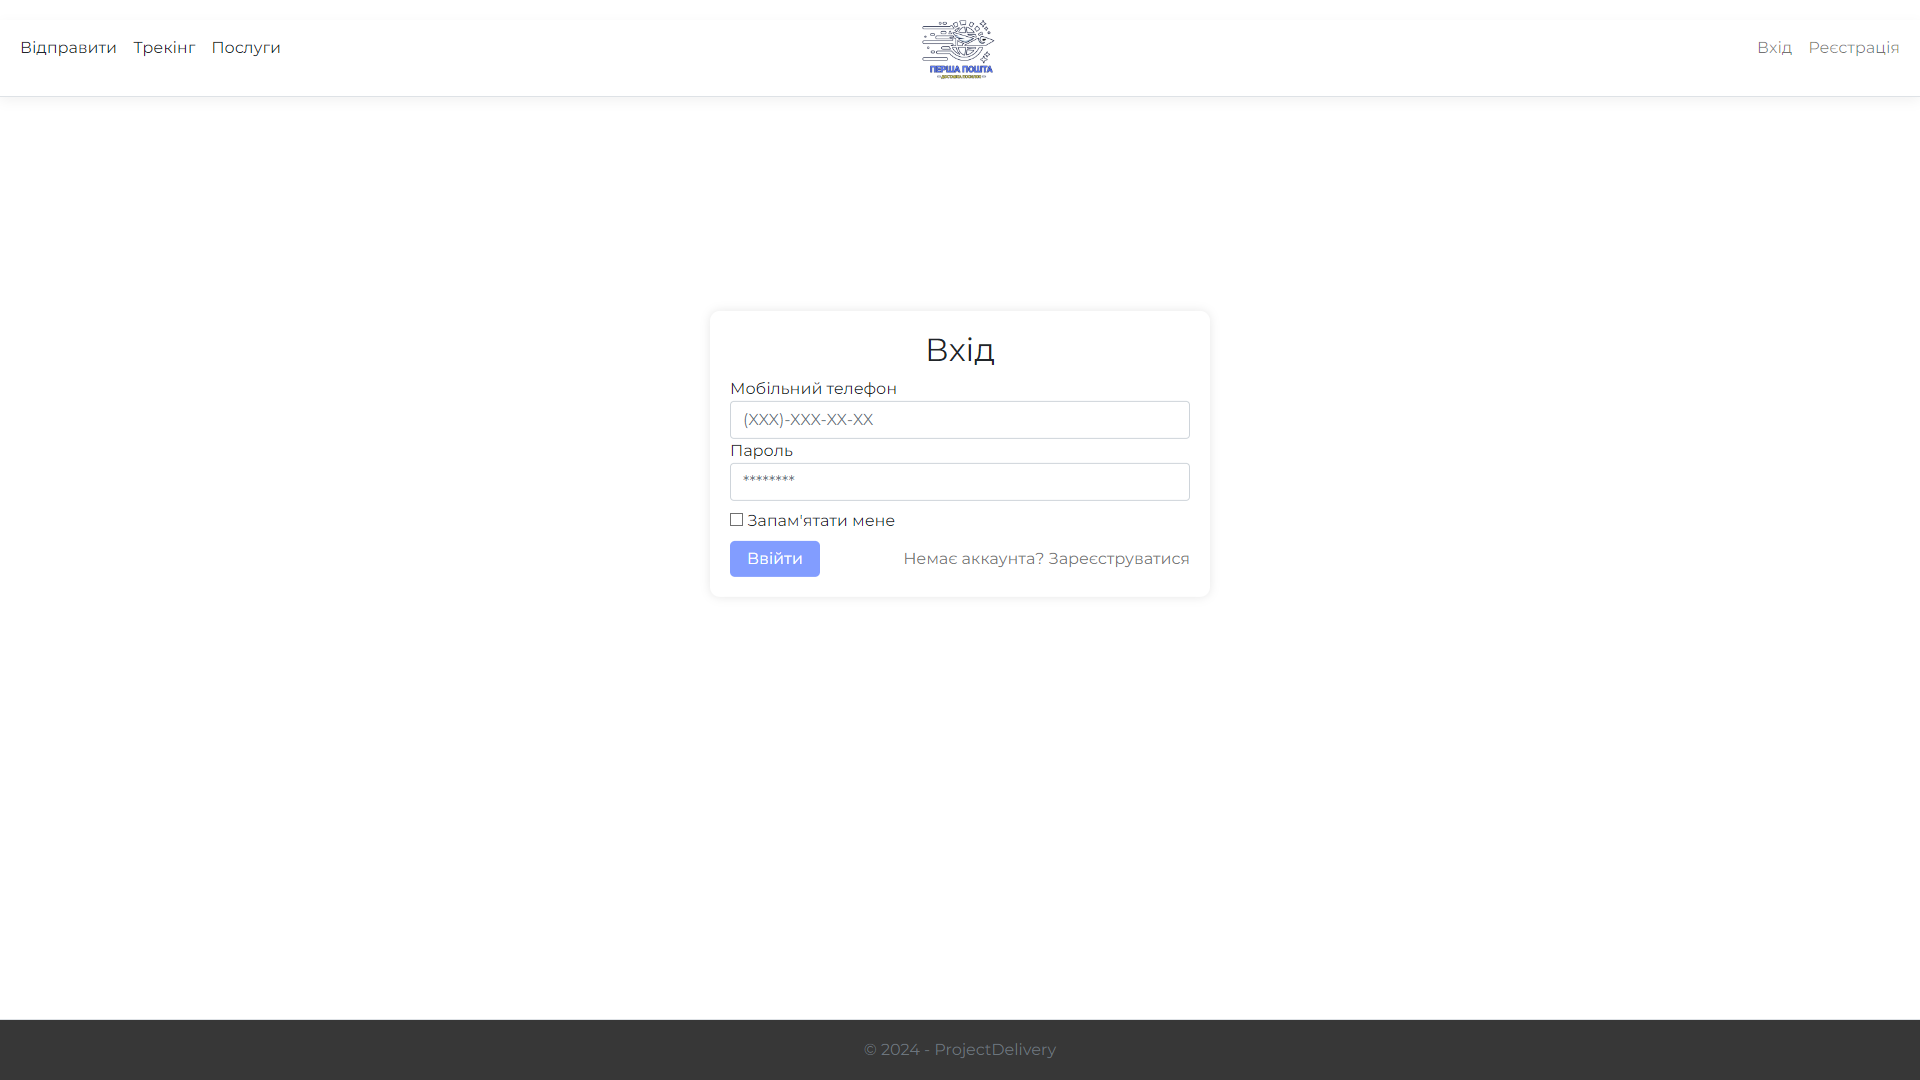 Відправити Трекінг Послуги
ПЕРША ПОШТА
Вхід Реєстрація
Вхід
Мобільний телефон
(XXX)-XXX-XX-XX
Пароль
********
Запам'ятати мене
Ввійти Немає аккаунта? Зареєструватися
© 2024 - ProjectDelivery